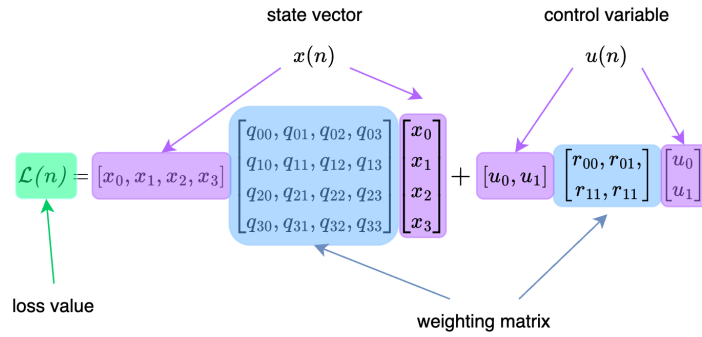 state vector control variable
x(n) u(n)
q00, q01, q02, q03 x0
q10, q11, q12, q13 x1 r00, r01, u0
ℒ(n) = [x0, x1, x2, x3] + [u0, u1]
q20, q21, q22, q23 x2 r11, r11 u1
q30, q31, q32, q33 x3
loss value
weighting matrix